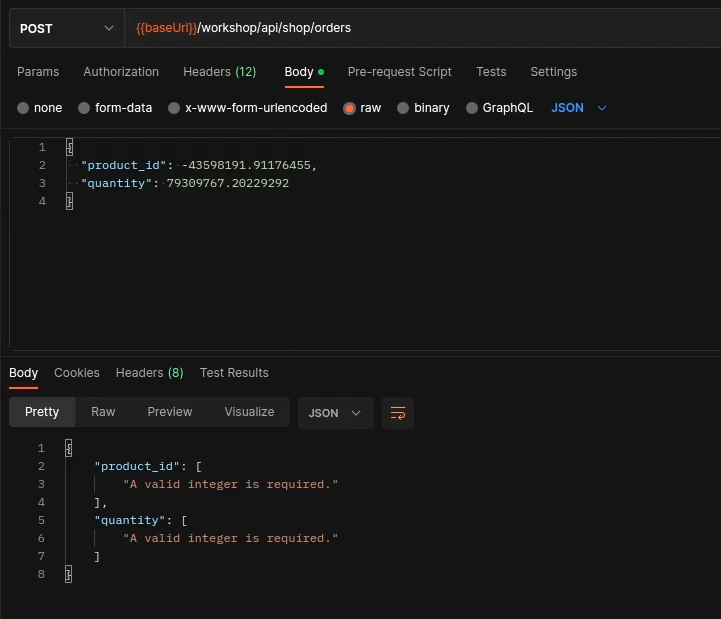 POST {{baseUrl}}/workshop/api/shop/orders
Params Authorization Headers (12) Body Pre-request Script Tests Settings
none form-data x-www-form-urlencoded raw binary GraphQL JSON
1 {
2 "product_id": -43598191.91176455,
3 "quantity": 79309767.20229292
4 }
Body Cookies Headers (8) Test Results
Pretty Raw Preview Visualize JSON
1 {
2 "product_id": [
3 "A valid integer is required."
4 ],
5 "quantity": [
6 "A valid integer is required."
7 ]
8 }